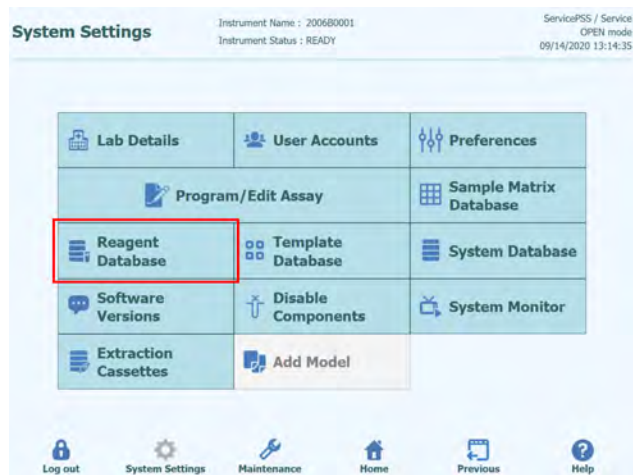 System Settings
Instrument Name : 200680001
Instrument Status : READY
ServicePSS / Service
OPEN mode
09/14/2020 13:14:35
Lab Details
User Accounts
Preferences
Program/Edit Assay
Sample Matrix
Database
Reagent
Database
Template
Database
System Database
Software
Versions
Disable
Components
System Monitor
Extraction
Cassettes
Add Model
Log out
System Settings
Maintenance
Home
Previous
Help